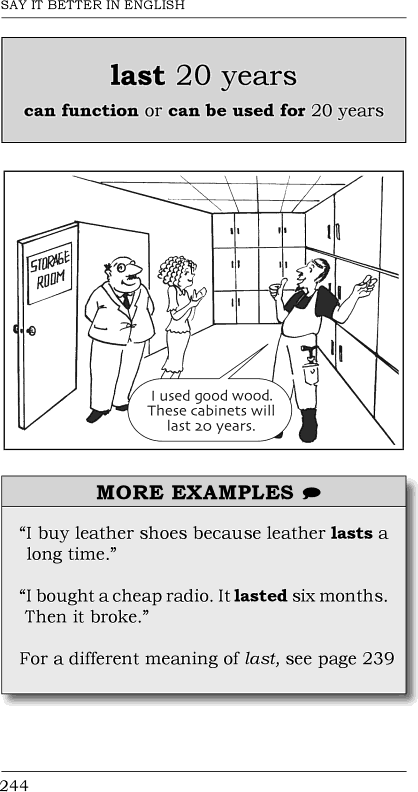 SAY IT BETTER IN ENGLISH
last 20 years
can function or can be used for 20 years
STORAGE
ROOM
I used good wood.
These cabinets will
last 20 years.
MORE EXAMPLES
“I buy leather shoes because leather lasts a
long time.”
“I bought a cheap radio. It lasted six months.
Then it broke.”
For a different meaning of last, see page 239
244